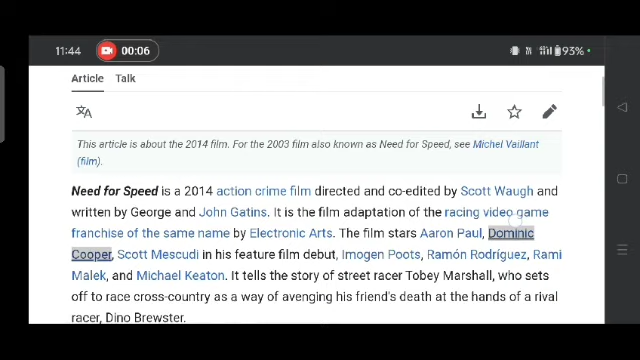 11:44 00:06 93%
Article Talk
This article is about the 2014 film. For the 2003 film also known as Need for Speed, see Michel Vaillant
(film).
Need for Speed is a 2014 action crime film directed and co-edited by Scott Waugh and
written by George and John Gatins. It is the film adaptation of the racing video game
franchise of the same name by Electronic Arts. The film stars Aaron Paul, Dominic
Cooper, Scott Mescudi in his feature film debut, Imogen Poots, Ramón Rodríguez, Rami
Malek, and Michael Keaton. It tells the story of street racer Tobey Marshall, who sets
off to race cross-country as a way of avenging his friend's death at the hands of a rival
racer, Dino Brewster.